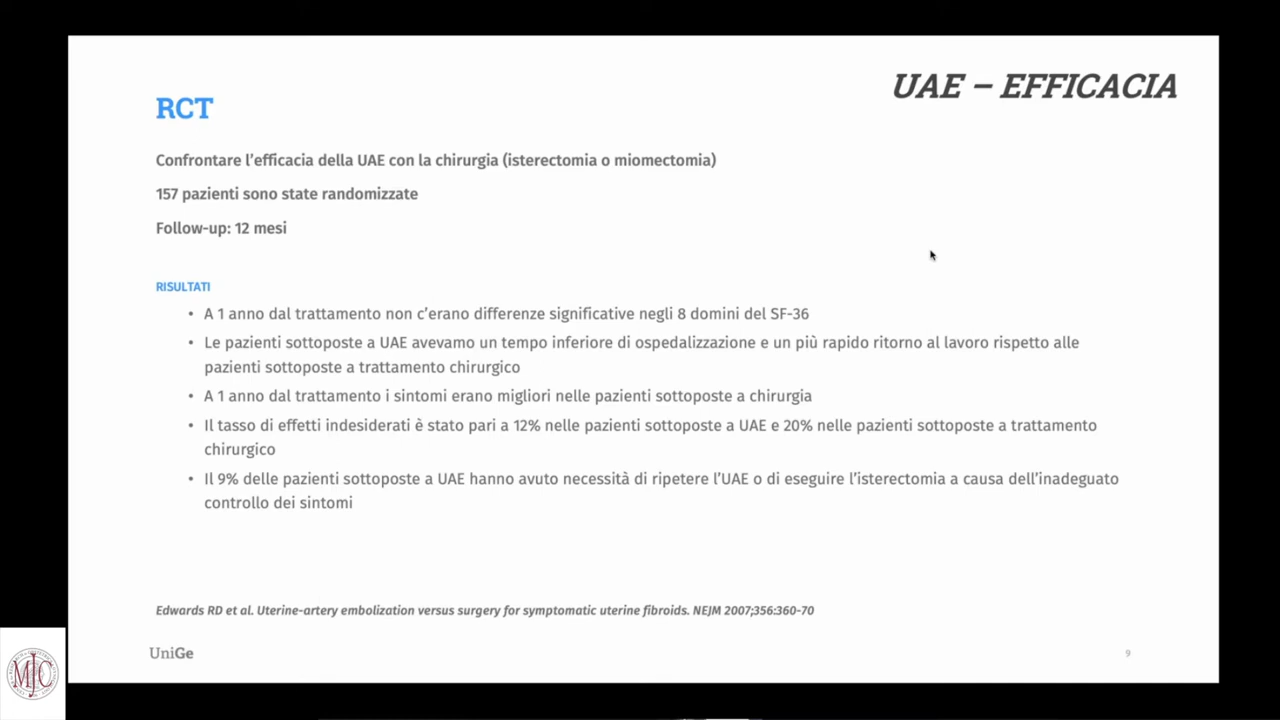 UAE – EFFICACIA
RCT
Confrontare l'efficacia della UAE con la chirurgia (isterectomia o miomectomia)
157 pazienti sono state randomizzate
Follow-up: 12 mesi
RISULTATI
• A 1 anno dal trattamento non c'erano differenze significative negli 8 domini del SF-36
• Le pazienti sottoposte a UAE avevamo un tempo inferiore di ospedalizzazione e un più rapido ritorno al lavoro rispetto alle
pazienti sottoposte a trattamento chirurgico
• A 1 anno dal trattamento i sintomi erano migliori nelle pazienti sottoposte a chirurgia
• Il tasso di effetti indesiderati è stato pari a 12% nelle pazienti sottoposte a UAE e 20% nelle pazienti sottoposte a trattamento
chirurgico
• Il 9% delle pazienti sottoposte a UAE hanno avuto necessità di ripetere l'UAE o di eseguire l'isterectomia a causa dell'inadeguato
controllo dei sintomi
Edwards RD et al. Uterine-artery embolization versus surgery for symptomatic uterine fibroids. NEJM 2007;356:360-70
UniGe
9
MJC